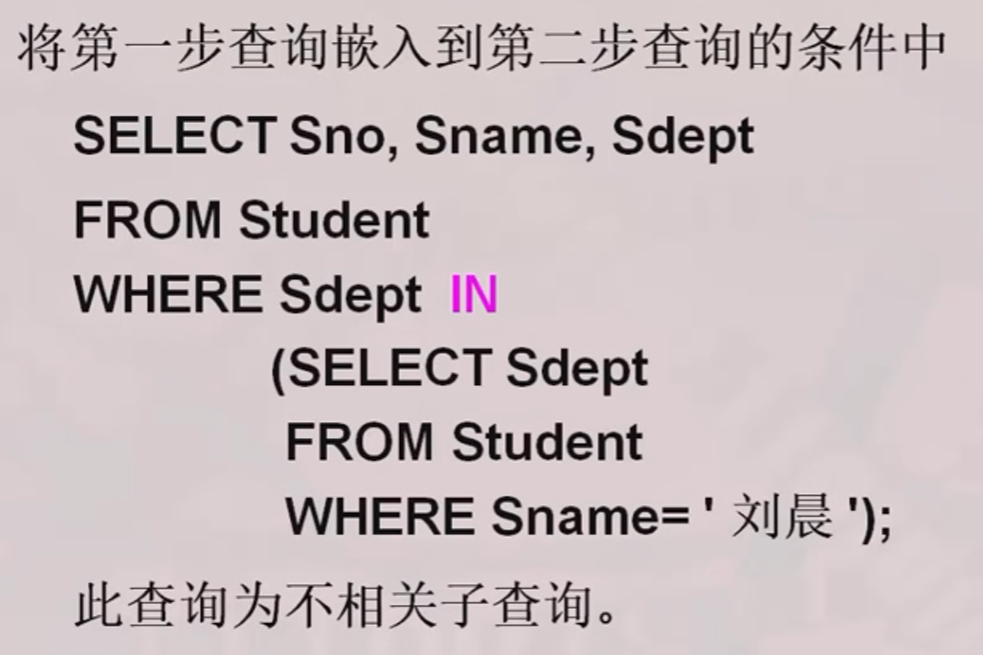 将第一步查询嵌入到第二步查询的条件中
SELECT Sno, Sname, Sdept
FROM Student
WHERE Sdept IN
(SELECT Sdept
FROM Student
WHERE Sname= ' 刘晨 ');
此查询为不相关子查询。